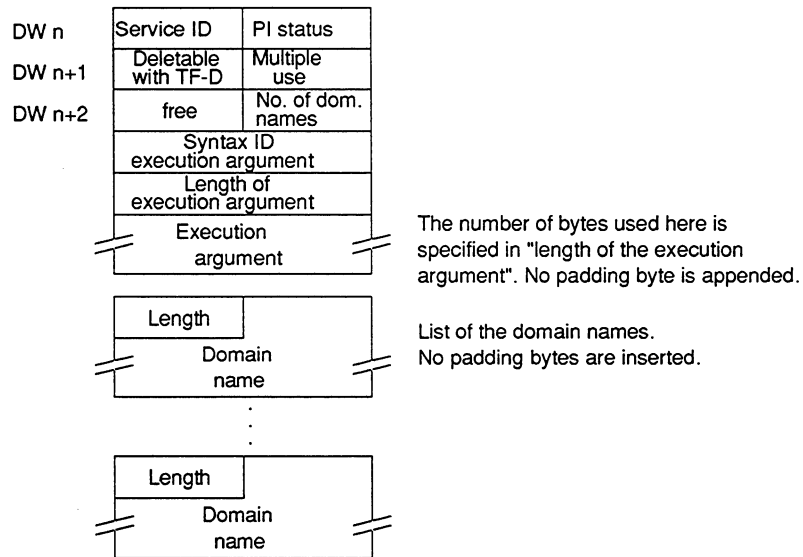 DW n
Service ID
PI status
DW n+1
Deletable
with TF-D
Multiple
use
DW n+2
free
No. of dom.
names
Syntax ID
execution argument
Length of
execution argument
Execution
argument
The number of bytes used here is
specified in "length of the execution
argument". No padding byte is appended.
Length
Domain
name
List of the domain names.
No padding bytes are inserted.
Length
Domain
name